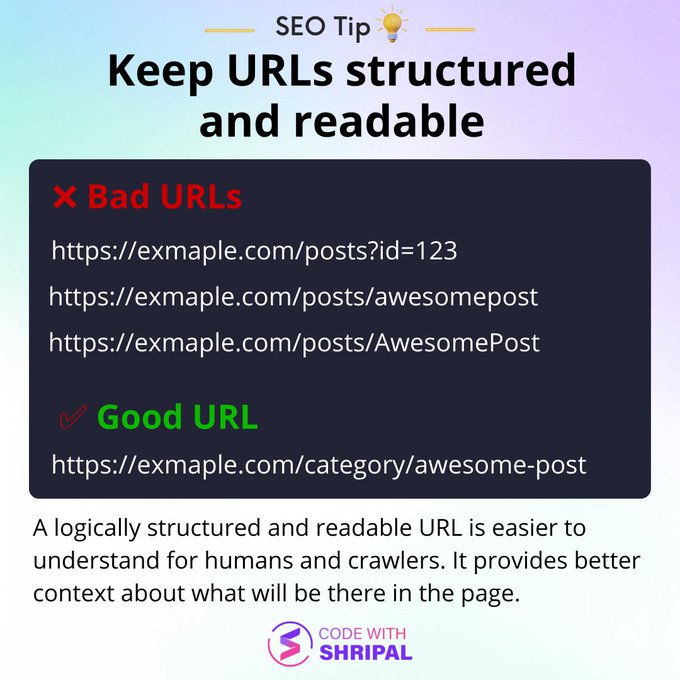 SEO Tip
Keep URLs structured
and readable
❌ Bad URLs
https://exmaple.com/posts?id=123
https://exmaple.com/posts/awesomepost
https://exmaple.com/posts/AwesomePost
✅ Good URL
https://exmaple.com/category/awesome-post
A logically structured and readable URL is easier to
understand for humans and crawlers. It provides better
context about what will be there in the page.
CODE WITH
SHRIPAL